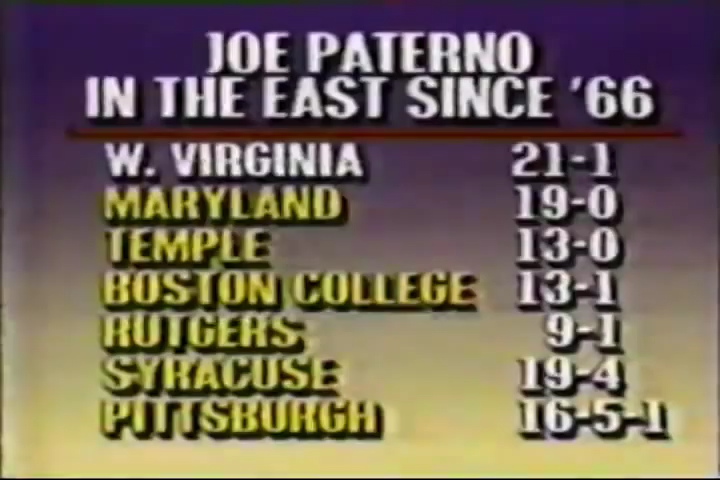 JOE PATERNO
IN THE EAST SINCE '66
W. VIRGINIA 21-1
MARYLAND 19-0
TEMPLE 13-0
BOSTON COLLEGE 13-1
RUTGERS 9-1
SYRACUSE 19-4
PITTSBURGH 16-5-1